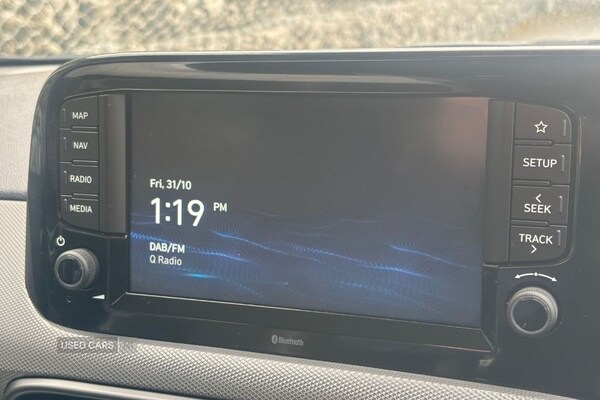 MAP
NAV
RADIO
MEDIA
Fri, 31/10
1:19 PM
DAB/FM
Q Radio
☆
SETUP
<
SEEK
TRACK
>
Bluetooth
USED CARS